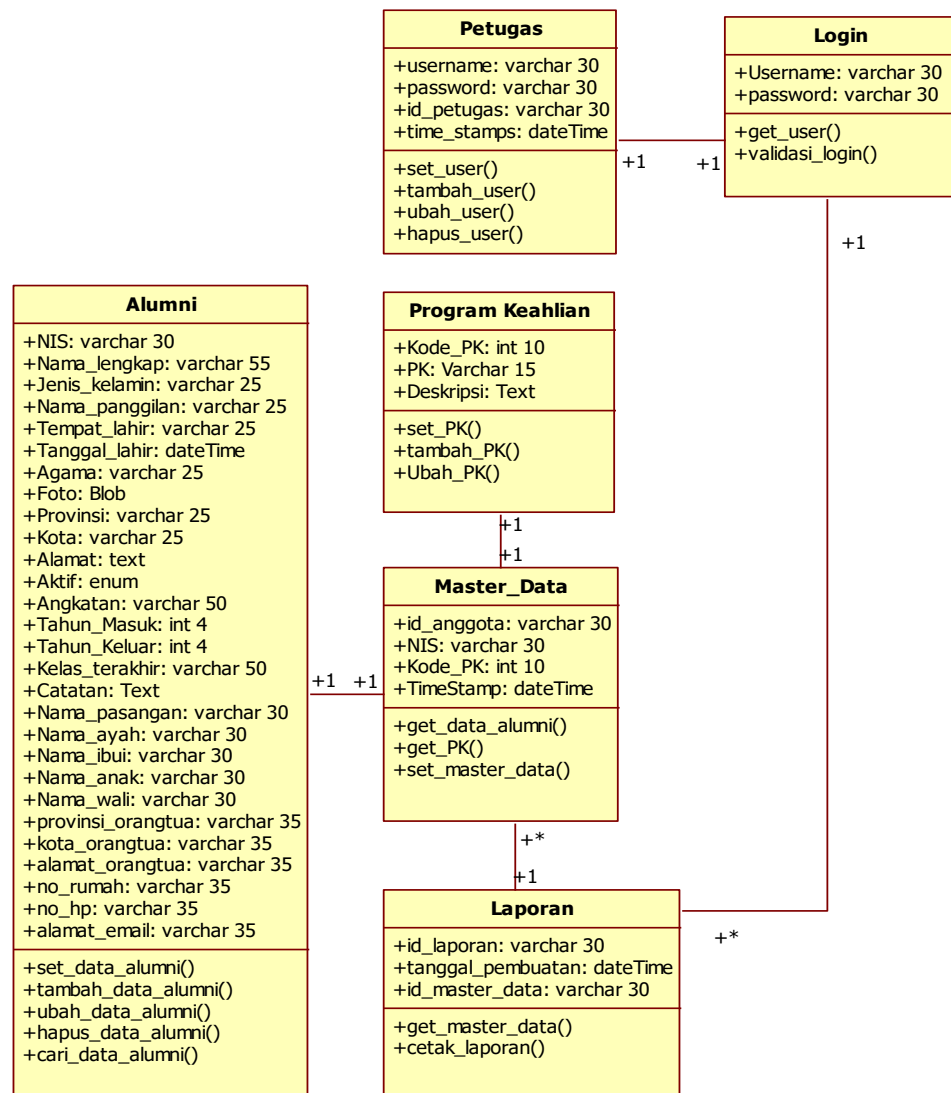 Petugas
+username: varchar 30
+password: varchar 30
+id_petugas: varchar 30
+time_stamps: dateTime
+set_user()
+tambah_user()
+ubah_user()
+hapus_user()
Login
+Username: varchar 30
+password: varchar 30
+get_user()
+validasi_login()
+1
+1
+1
Alumni
+NIS: varchar 30
+Nama_lengkap: varchar 55
+Jenis_kelamin: varchar 25
+Nama_panggilan: varchar 25
+Tempat_lahir: varchar 25
+Tanggal_lahir: dateTime
+Agama: varchar 25
+Foto: Blob
+Provinsi: varchar 25
+Kota: varchar 25
+Alamat: text
+Aktif: enum
+Angkatan: varchar 50
+Tahun_Masuk: int 4
+Tahun_Keluar: int 4
+Kelas_terakhir: varchar 50
+Catatan: Text
+Nama_pasangan: varchar 30
+Nama_ayah: varchar 30
+Nama_ibui: varchar 30
+Nama_anak: varchar 30
+Nama_wali: varchar 30
+provinsi_orangtua: varchar 35
+kota_orangtua: varchar 35
+alamat_orangtua: varchar 35
+no_rumah: varchar 35
+no_hp: varchar 35
+alamat_email: varchar 35
+set_data_alumni()
+tambah_data_alumni()
+ubah_data_alumni()
+hapus_data_alumni()
+cari_data_alumni()
Program Keahlian
+Kode_PK: int 10
+PK: Varchar 15
+Deskripsi: Text
+set_PK()
+tambah_PK()
+Ubah_PK()
+1
+1
Master_Data
+id_anggota: varchar 30
+NIS: varchar 30
+Kode_PK: int 10
+TimeStamp: dateTime
+get_data_alumni()
+get_PK()
+set_master_data()
+1 +1
+*
+1
Laporan
+id_laporan: varchar 30
+tanggal_pembuatan: dateTime
+id_master_data: varchar 30
+get_master_data()
+cetak_laporan()
+*